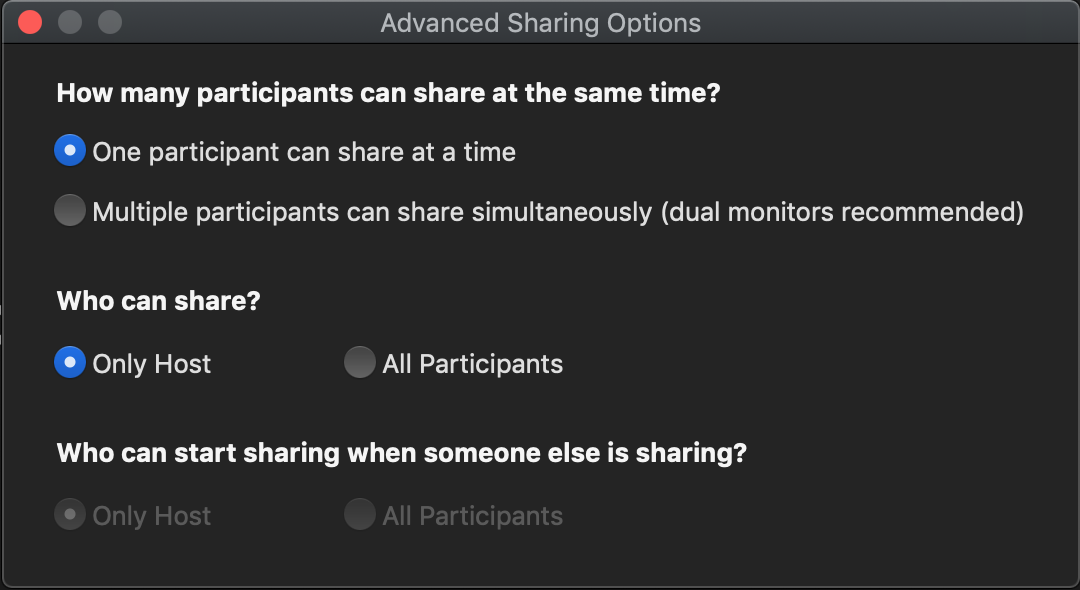 Advanced Sharing Options
How many participants can share at the same time?
One participant can share at a time
Multiple participants can share simultaneously (dual monitors recommended)
Who can share?
Only Host All Participants
Who can start sharing when someone else is sharing?
Only Host All Participants